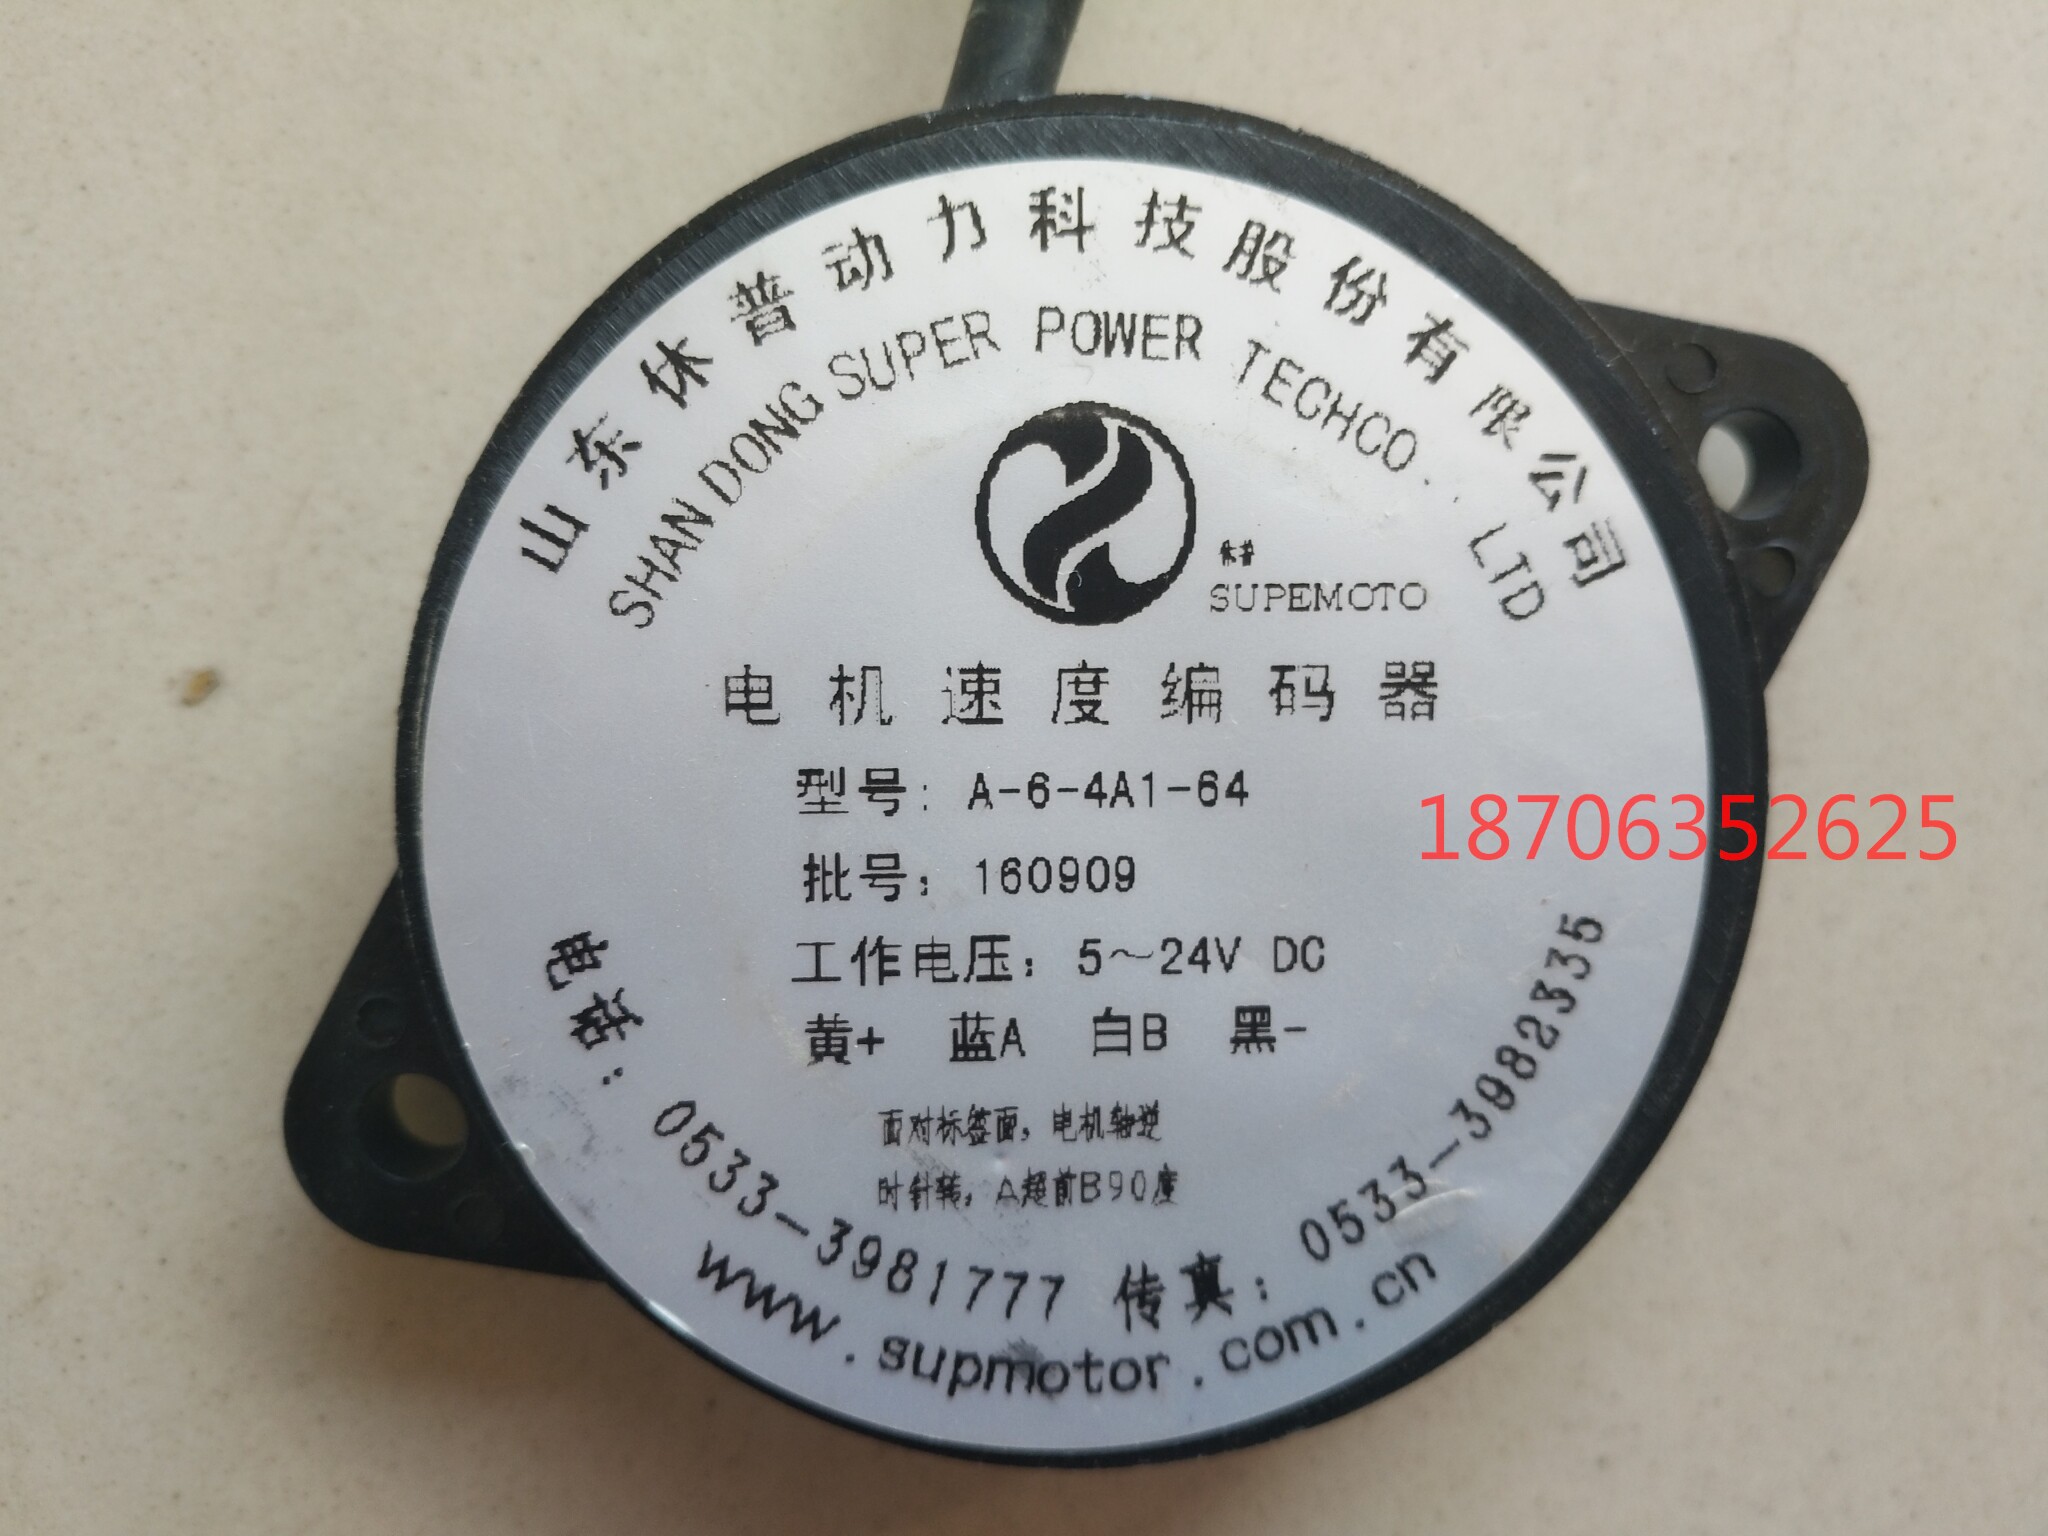 山东休普动力科技股份有限公司
SHAN DONG SUPER POWER TECHCO. LTD
休普
SUPEMOTO
电机速度编码器
型号: A-6-4A1-64
18706352625
批号: 160909
工作电压: 5~24V DC
黄+ 蓝A 白B 黑-
面对标签面, 电机轴逆
时针转, A超前B90度
电话: 0533-3981777 传真: 0533-3982335
www.supmotor.com.cn